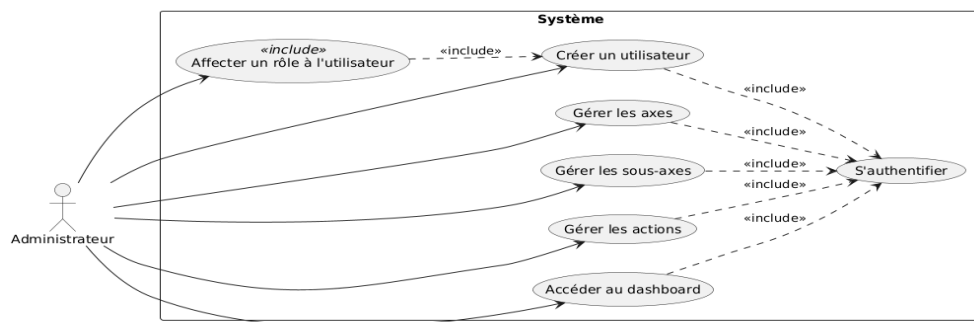 Système
«include»
Affecter un rôle à l'utilisateur
«include»
Créer un utilisateur
«include»
Gérer les axes
«include»
Gérer les sous-axes
«include»
S'authentifier
«include»
Administrateur
Gérer les actions
«include»
Accéder au dashboard